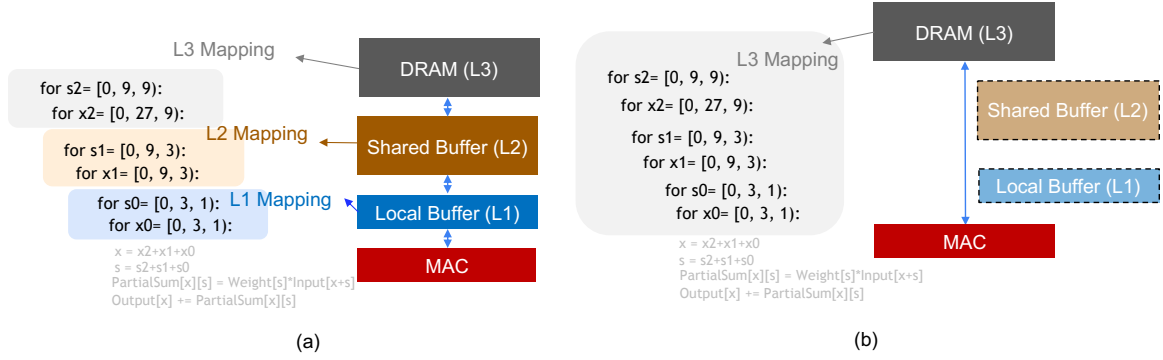 L3 Mapping
DRAM (L3)
for s2= [0, 9, 9):
for x2= [0, 27, 9):
L2 Mapping
Shared Buffer (L2)
for s1= [0, 9, 3):
for x1= [0, 9, 3):
L1 Mapping
Local Buffer (L1)
for s0= [0, 3, 1):
for x0= [0, 3, 1):
MAC
x = x2+x1+x0
s = s2+s1+s0
PartialSum[x][s] = Weight[s]*Input[x+s]
Output[x] += PartialSum[x][s]
(a)
DRAM (L3)
L3 Mapping
for s2= [0, 9, 9):
for x2= [0, 27, 9):
for s1= [0, 9, 3):
for x1= [0, 9, 3):
for s0= [0, 3, 1):
for x0= [0, 3, 1):
Shared Buffer (L2)
Local Buffer (L1)
MAC
x = x2+x1+x0
s = s2+s1+s0
PartialSum[x][s] = Weight[s]*Input[x+s]
Output[x] += PartialSum[x][s]
(b)